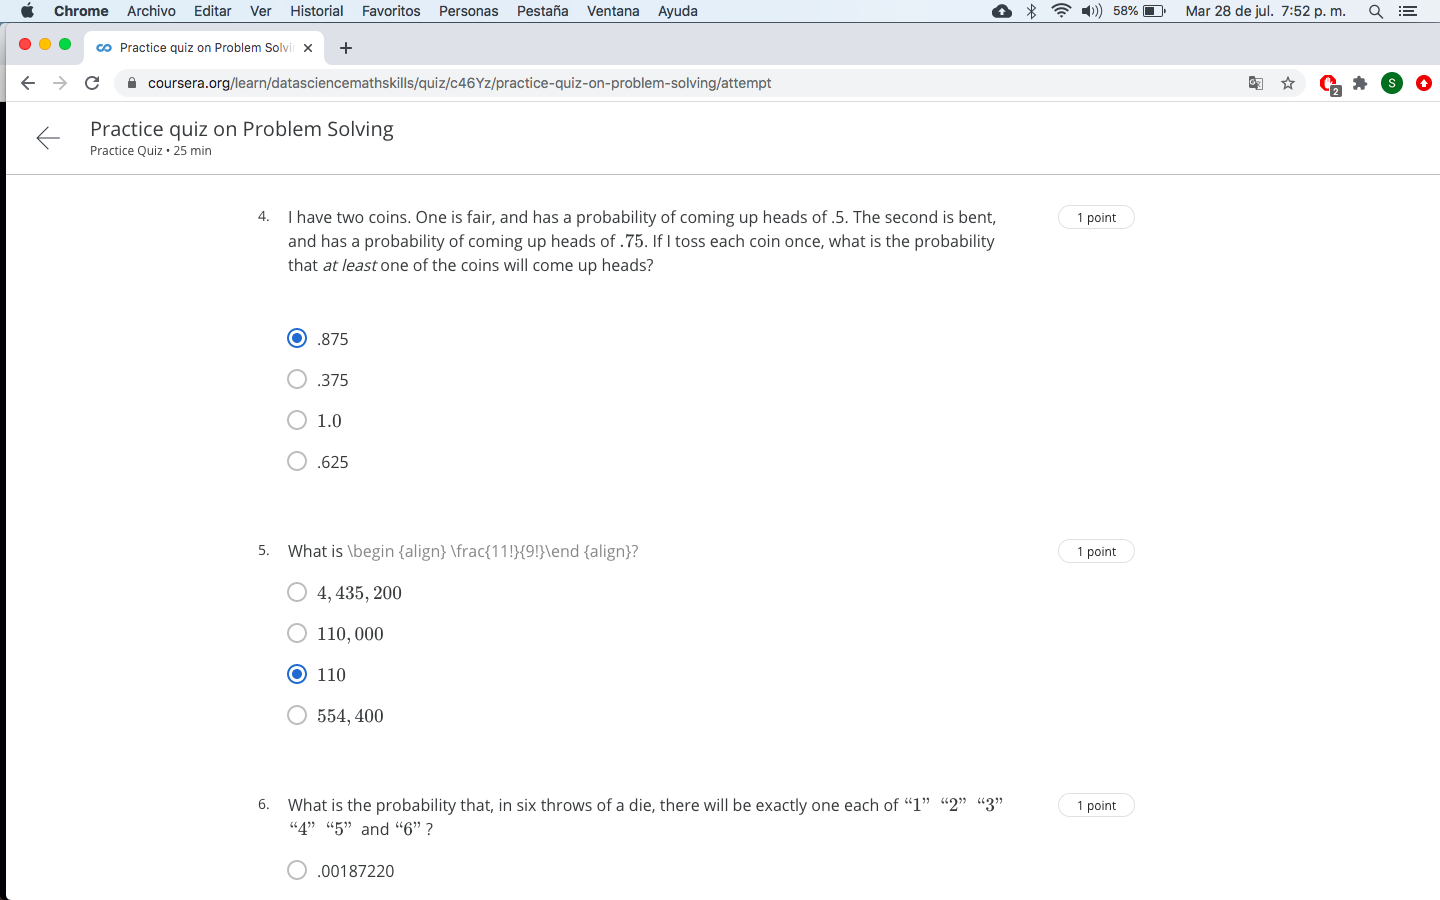 Chrome Archivo Editar Ver Historial Favoritos Personas Pestaña Ventana Ayuda 58% Mar 28 de jul. 7:52 p. m.
Practice quiz on Problem Solvi
coursera.org/learn/datasciencemathskills/quiz/c46Yz/practice-quiz-on-problem-solving/attempt 2 S
Practice quiz on Problem Solving
Practice Quiz • 25 min
4. I have two coins. One is fair, and has a probability of coming up heads of .5. The second is bent, 1 point
and has a probability of coming up heads of .75. If I toss each coin once, what is the probability
that at least one of the coins will come up heads?
.875
.375
1.0
.625
5. What is \begin {align} \frac{11!}{9!}\end {align}? 1 point
4, 435, 200
110, 000
110
554, 400
6. What is the probability that, in six throws of a die, there will be exactly one each of “1” “2” “3” 1 point
“4” “5” and “6” ?
.00187220